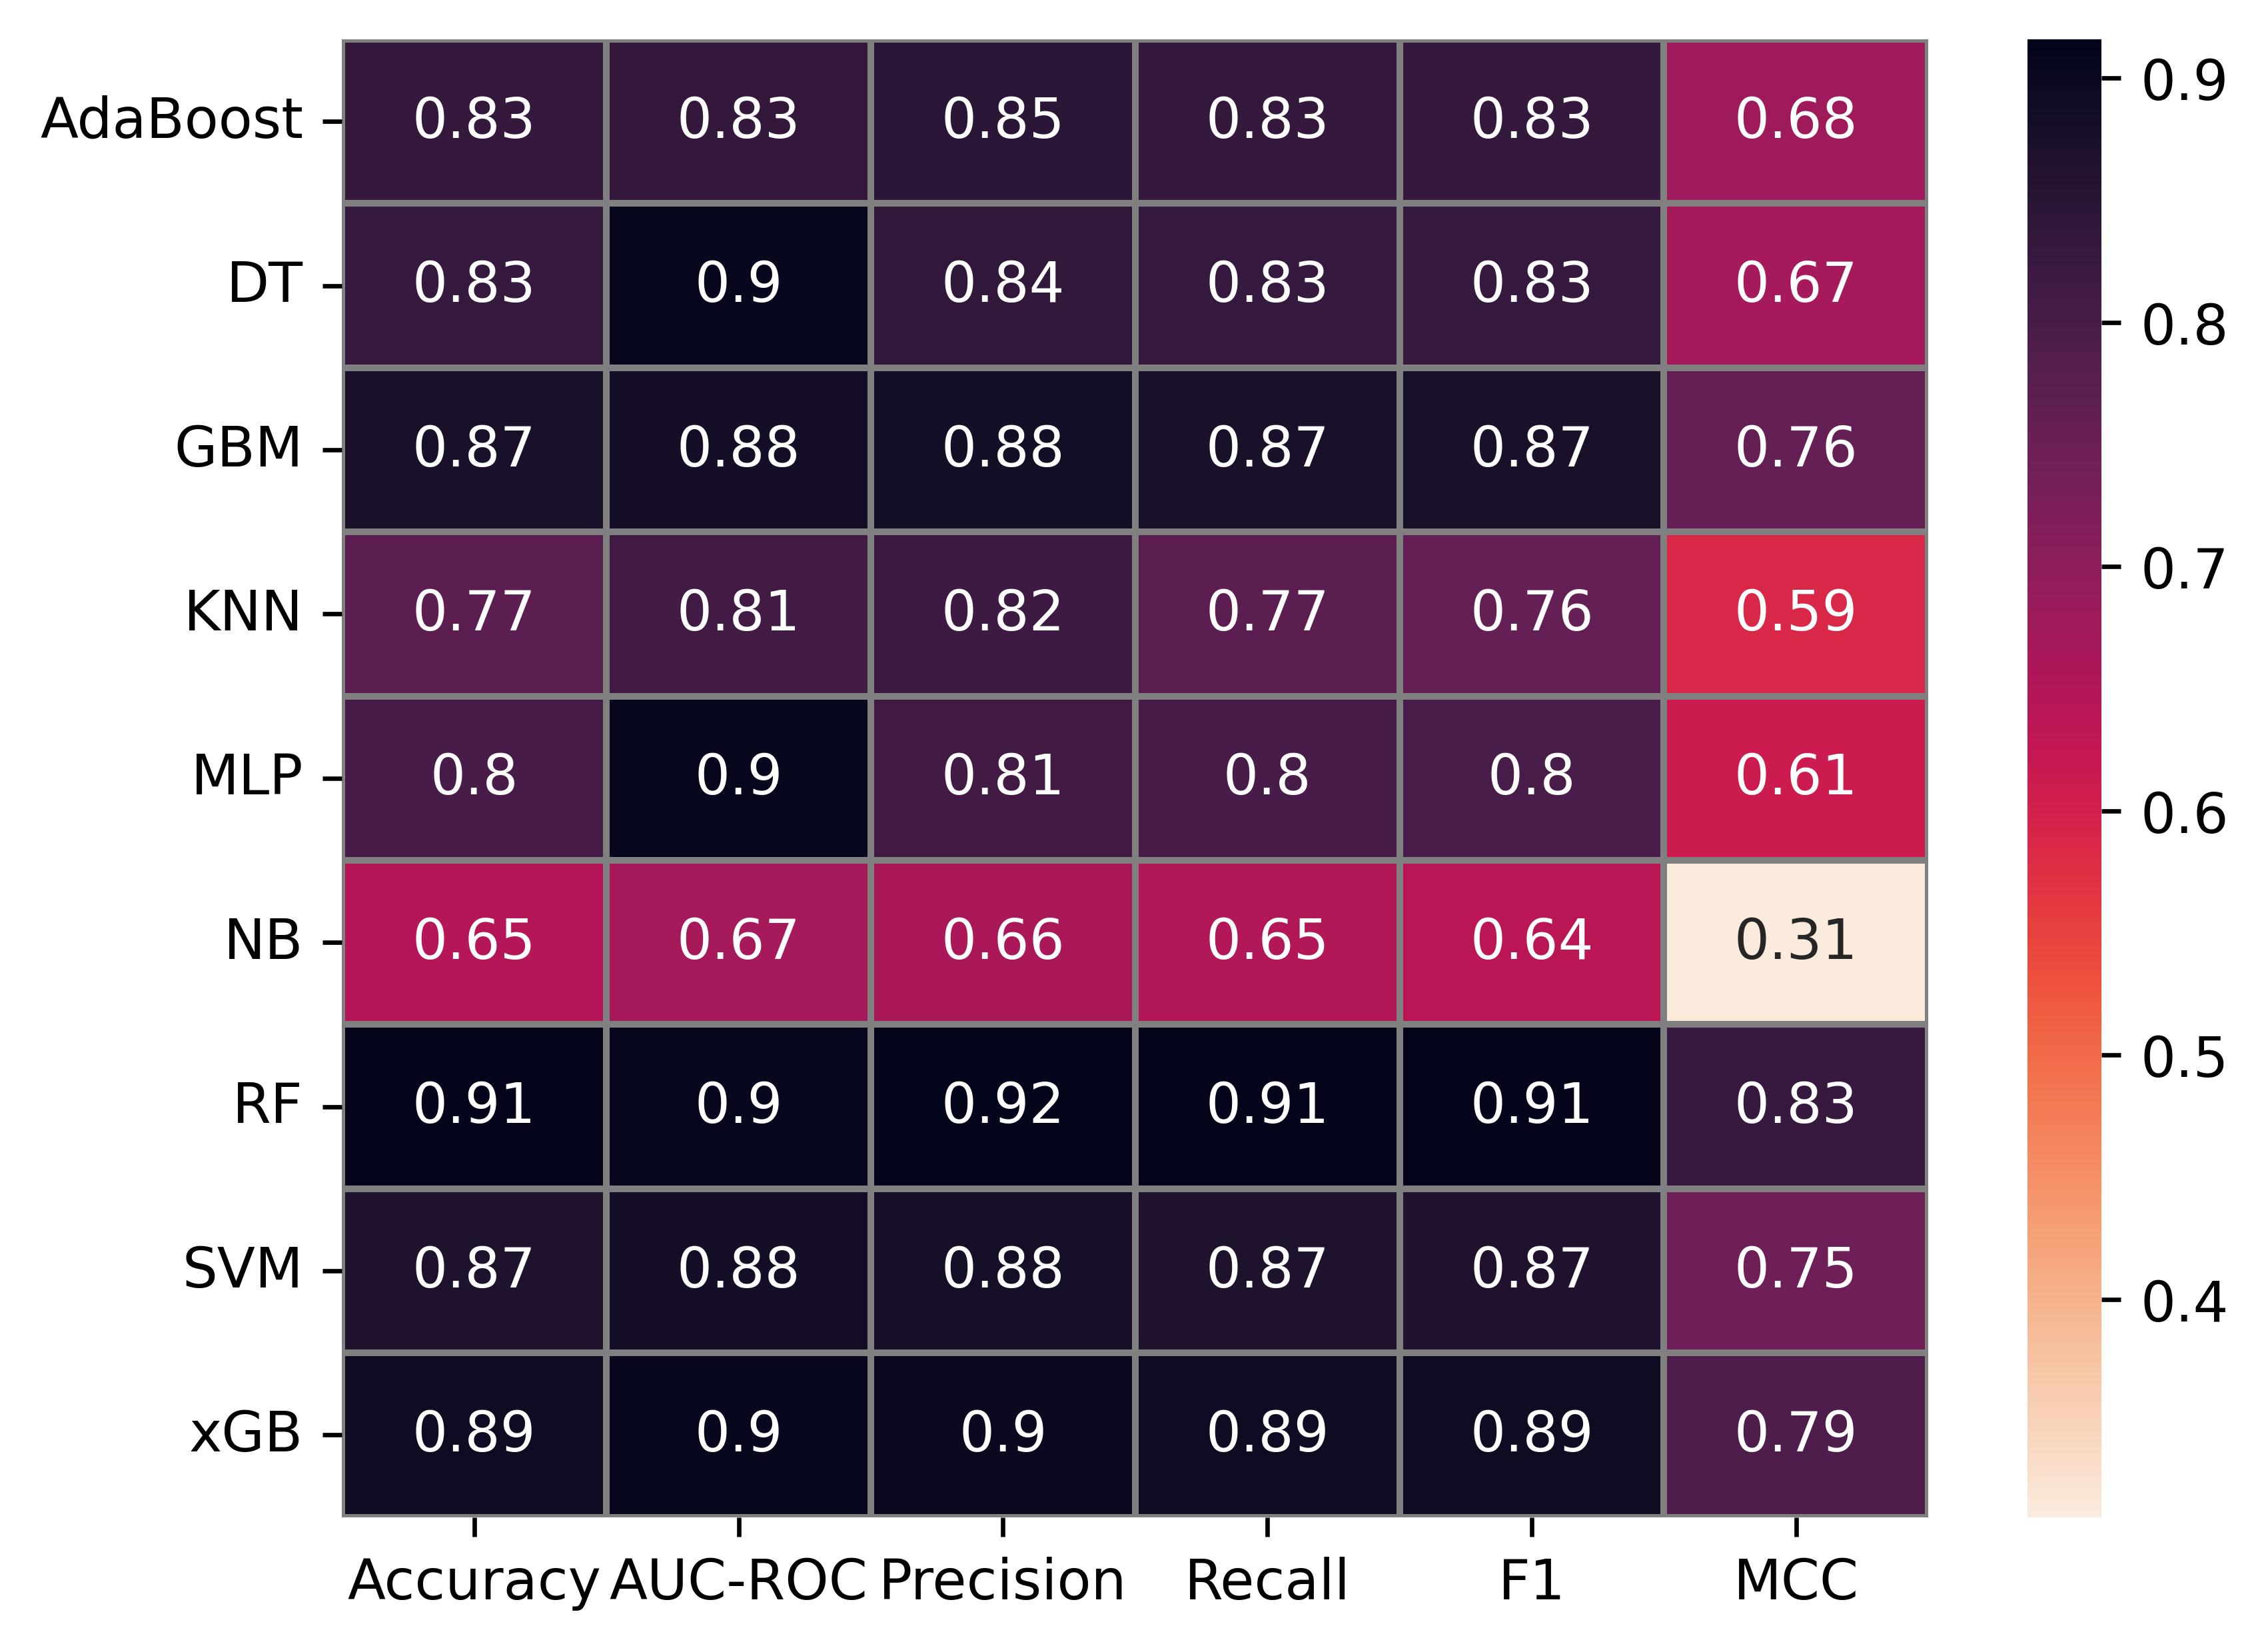 AdaBoost 0.83 0.83 0.85 0.83 0.83 0.68
DT 0.83 0.9 0.84 0.83 0.83 0.67
GBM 0.87 0.88 0.88 0.87 0.87 0.76
KNN 0.77 0.81 0.82 0.77 0.76 0.59
MLP 0.8 0.9 0.81 0.8 0.8 0.61
NB 0.65 0.67 0.66 0.65 0.64 0.31
RF 0.91 0.9 0.92 0.91 0.91 0.83
SVM 0.87 0.88 0.88 0.87 0.87 0.75
xGB 0.89 0.9 0.9 0.89 0.89 0.79
Accuracy AUC-ROC Precision Recall F1 MCC
0.9
0.8
0.7
0.6
0.5
0.4